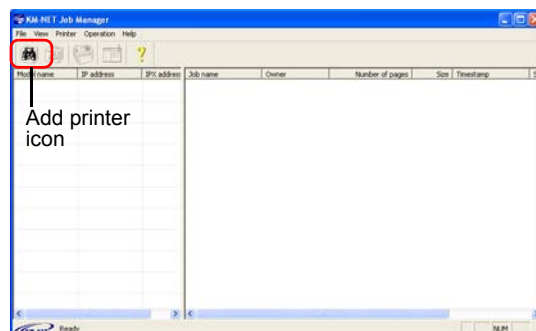 KM-NET Job Manager
File View Printer Operation Help
Model name IP address IPX address Job name Owner Number of pages Size Timestamp S
Add printer
icon
Ready NUM